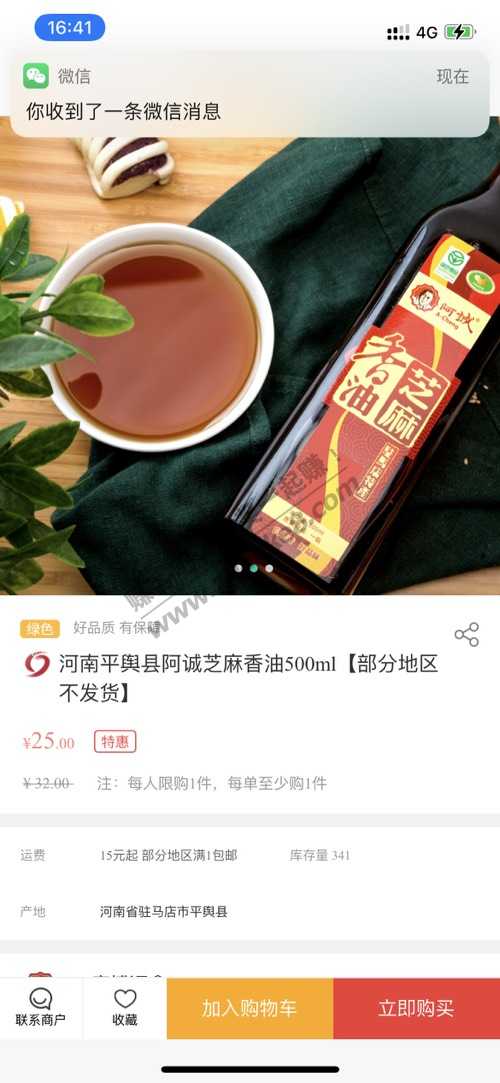 16:41
4G
微信
现在
你收到了一条微信消息
阿诚
A-Cheng
芝麻
香油
绿色
好品质 有保障
河南平舆县阿诚芝麻香油500ml【部分地区
不发货】
¥25.00
特惠
¥ 32.00
注：每人限购1件，每单至少购1件
运费
15元起 部分地区满1包邮
库存量 341
产地
河南省驻马店市平舆县
联系商户
收藏
加入购物车
立即购买